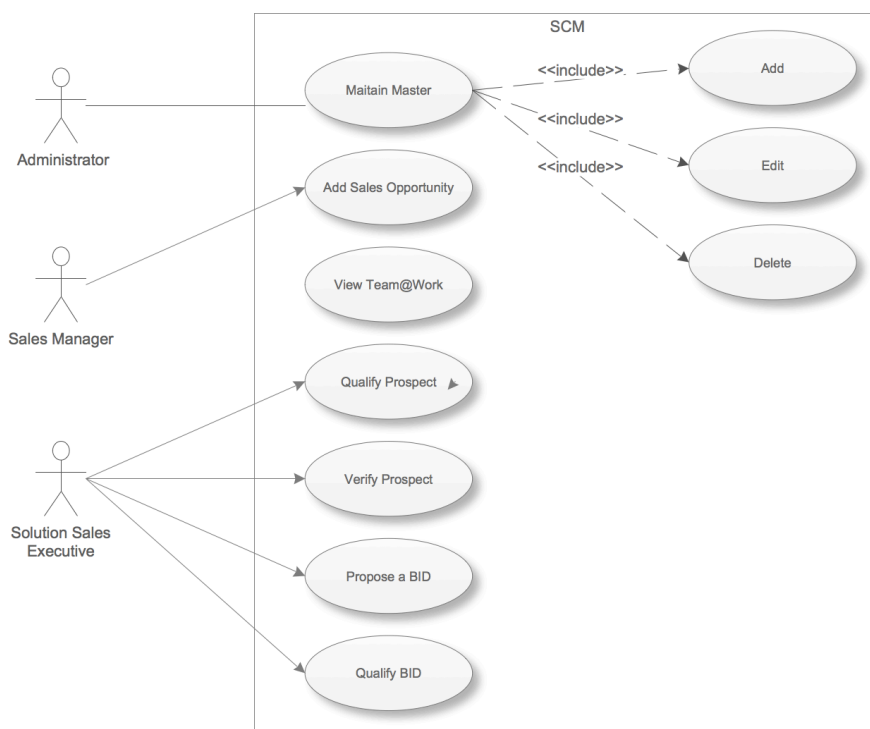 SCM
Administrator
Maitain Master
<<include>>
Add
<<include>>
Edit
<<include>>
Delete
Add Sales Opportunity
Sales Manager
View Team@Work
Qualify Prospect
Solution Sales
Executive
Verify Prospect
Propose a BID
Qualify BID